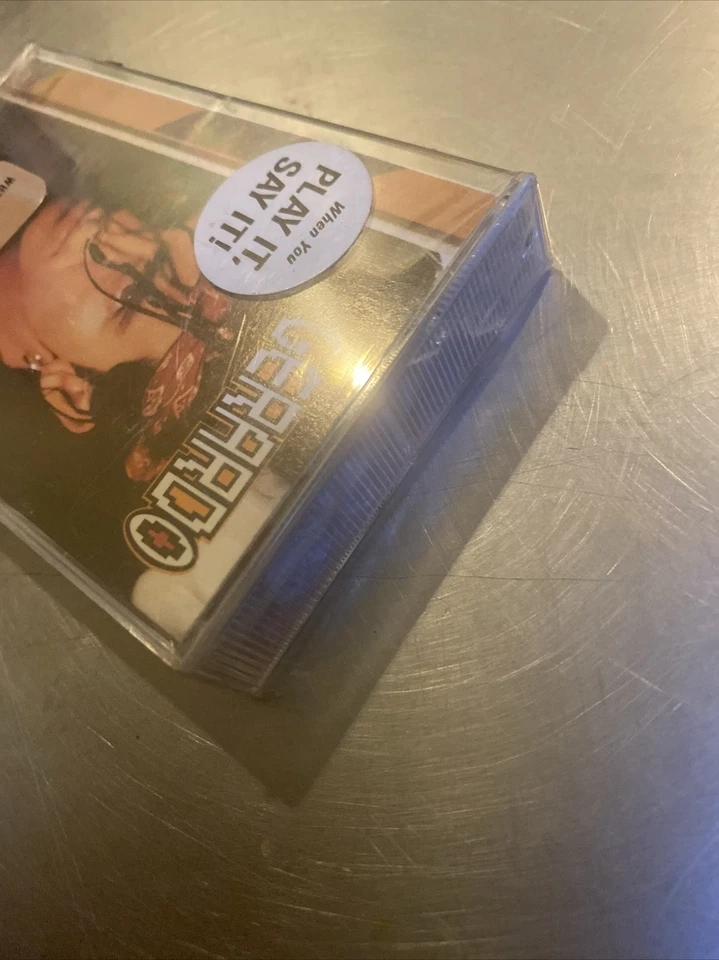 When You
PLAY IT,
SAY IT!
GERARDO